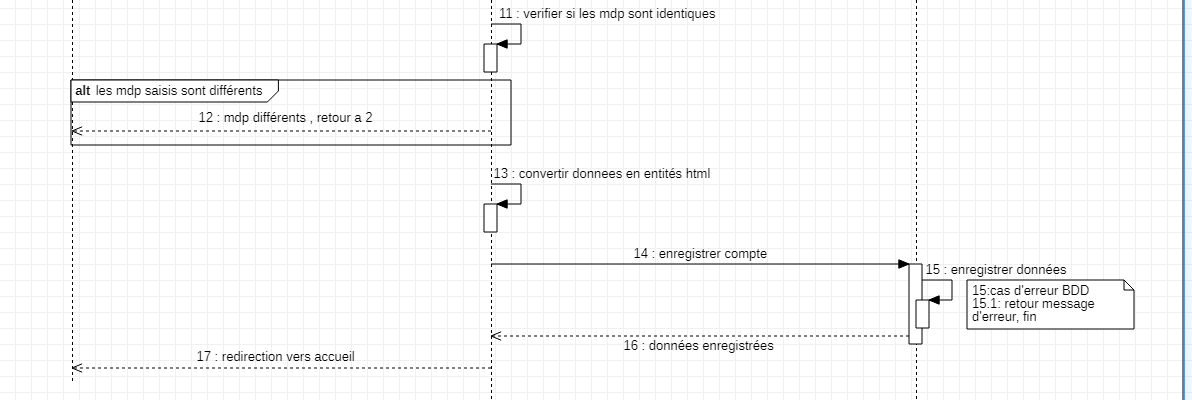 11 : verifier si les mdp sont identiques
alt les mdp saisis sont différents
12 : mdp différents , retour a 2
13 : convertir donnees en entités html
14 : enregistrer compte
15 : enregistrer données
15:cas d'erreur BDD
15.1: retour message
d'erreur, fin
16 : données enregistrées
17 : redirection vers accueil